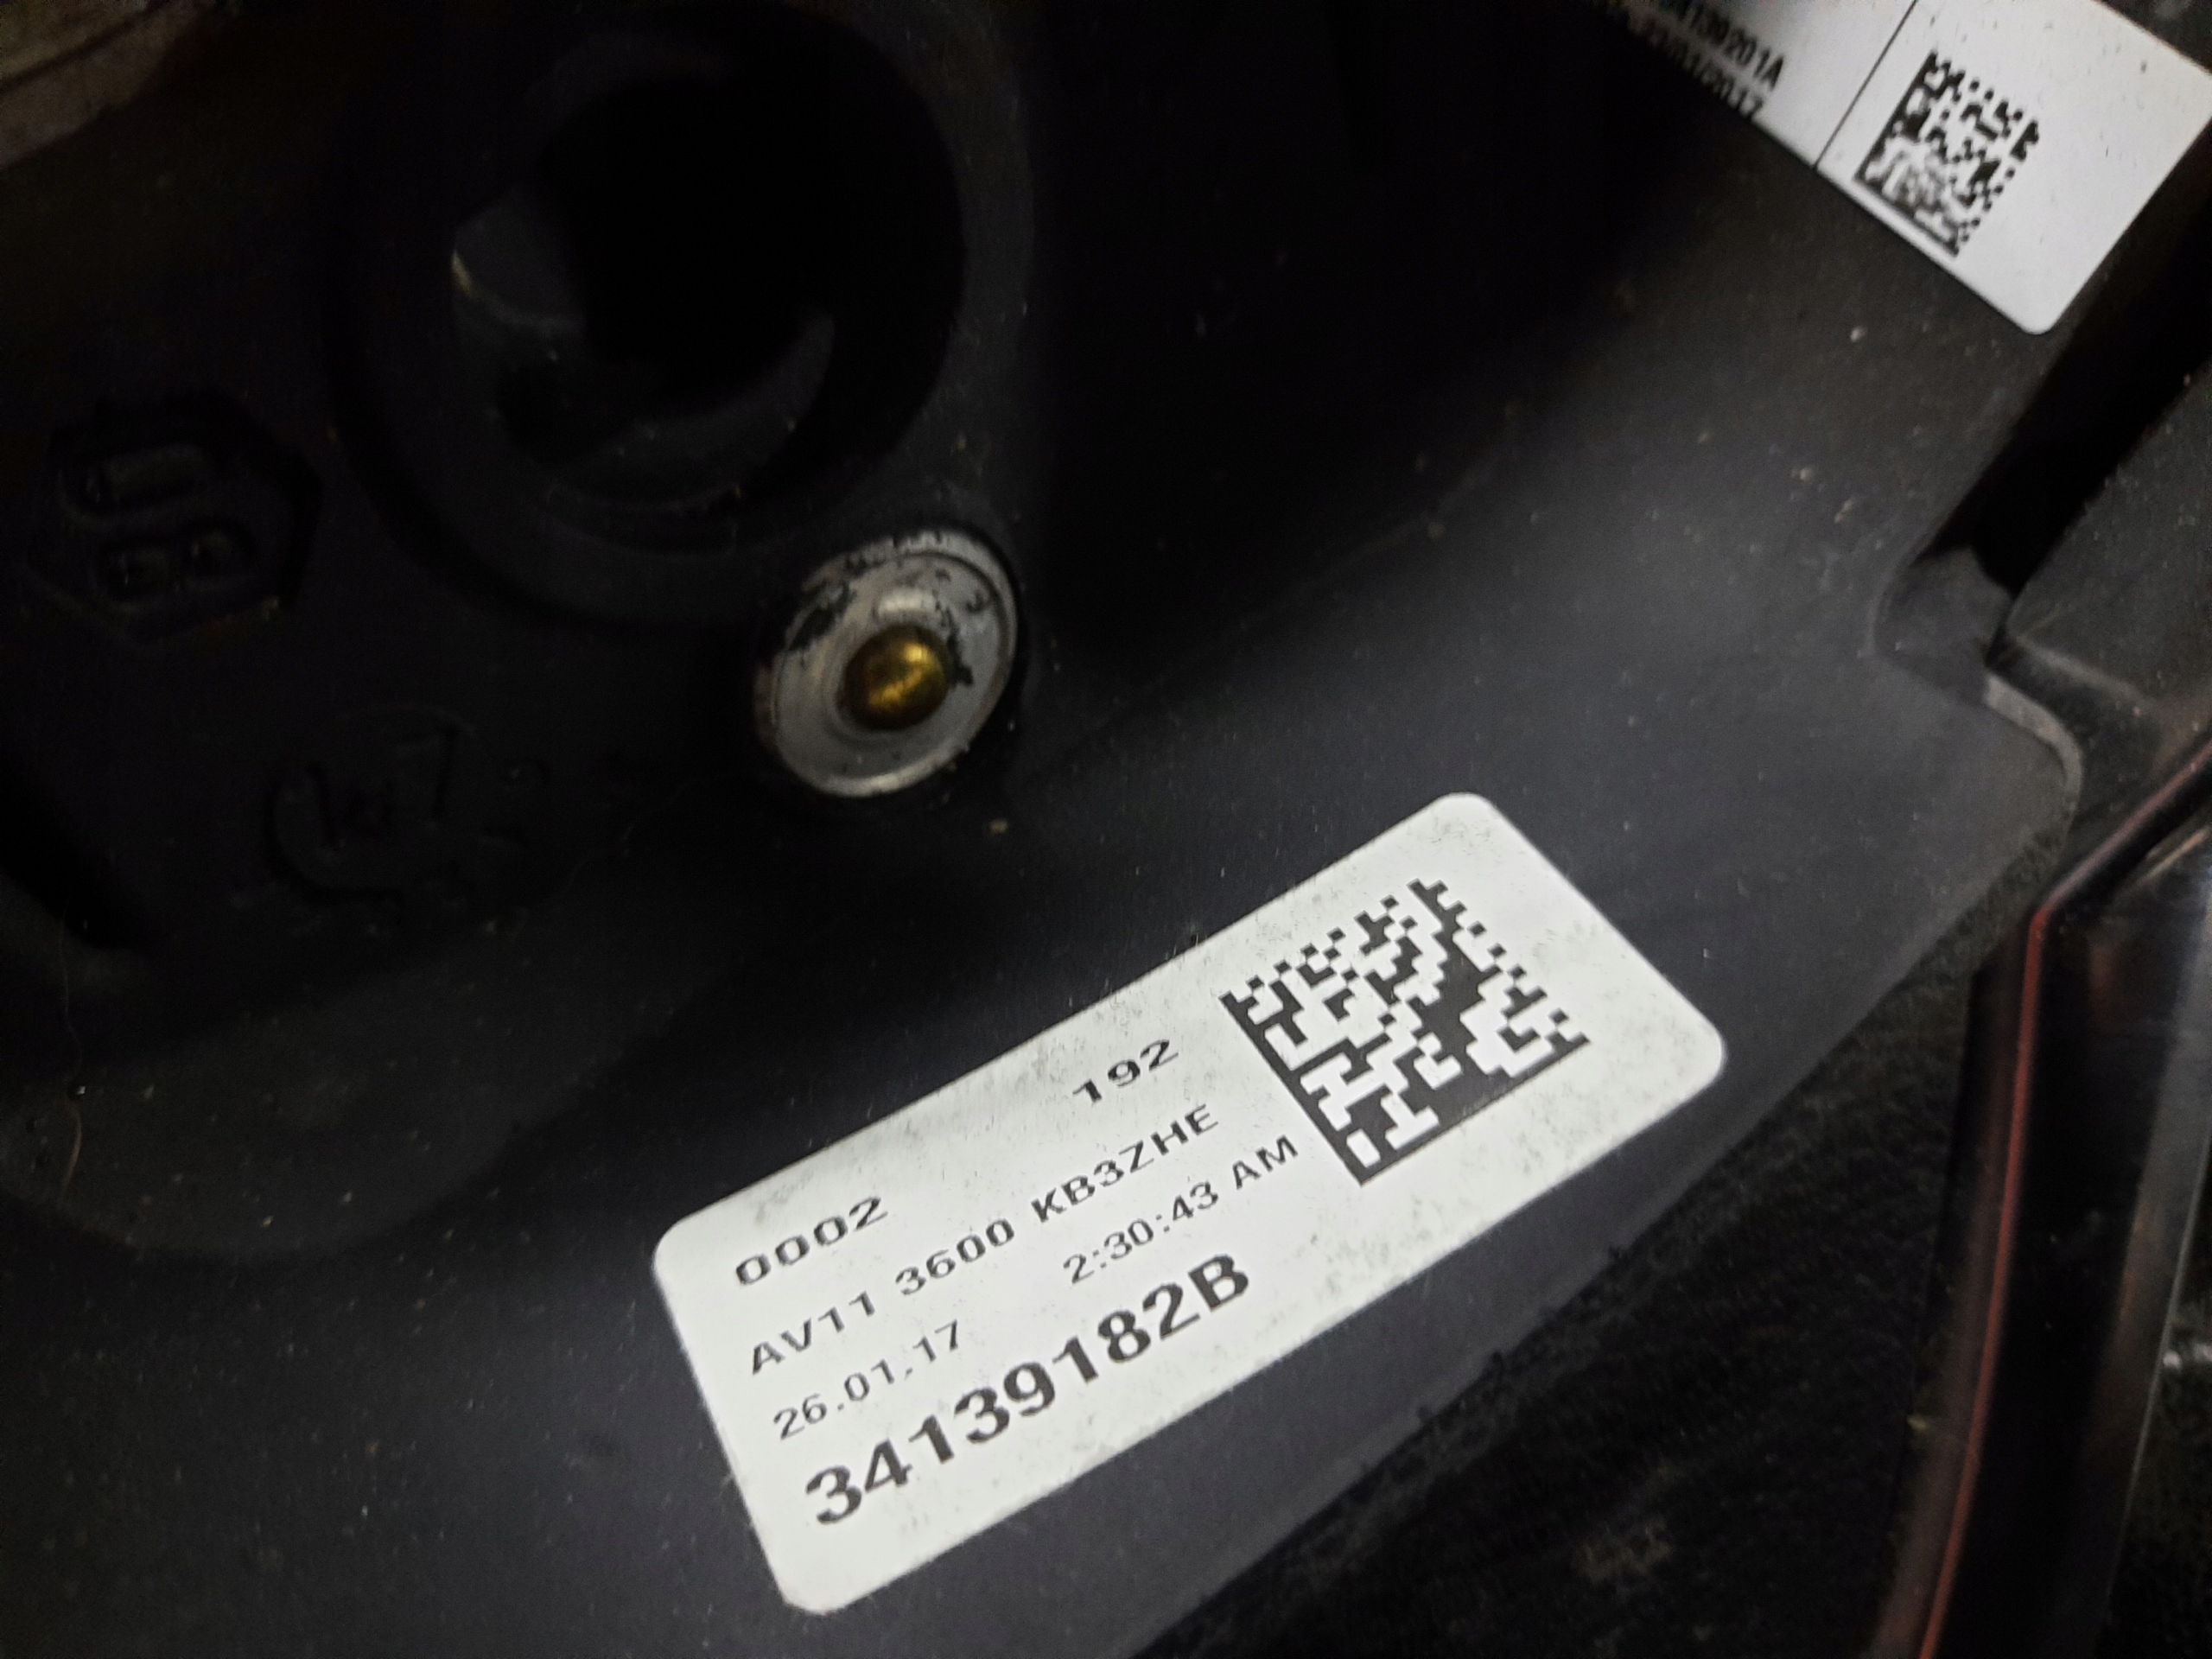 0002 192
AV11 3600 KB3ZHE
26.01.17 2:30:43 AM
34139182B